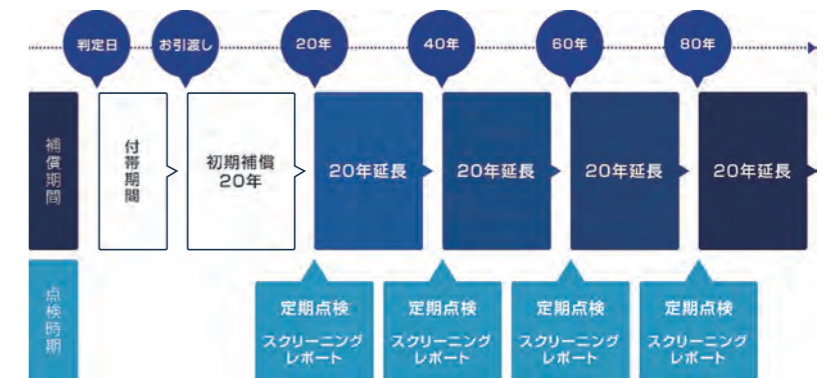 判定日
お引渡し
20年
40年
60年
80年
補償期間
付帯期間
初期補償
20年
20年延長
20年延長
20年延長
20年延長
点検時期
定期点検
スクリーニング
レポート
定期点検
スクリーニング
レポート
定期点検
スクリーニング
レポート
定期点検
スクリーニング
レポート